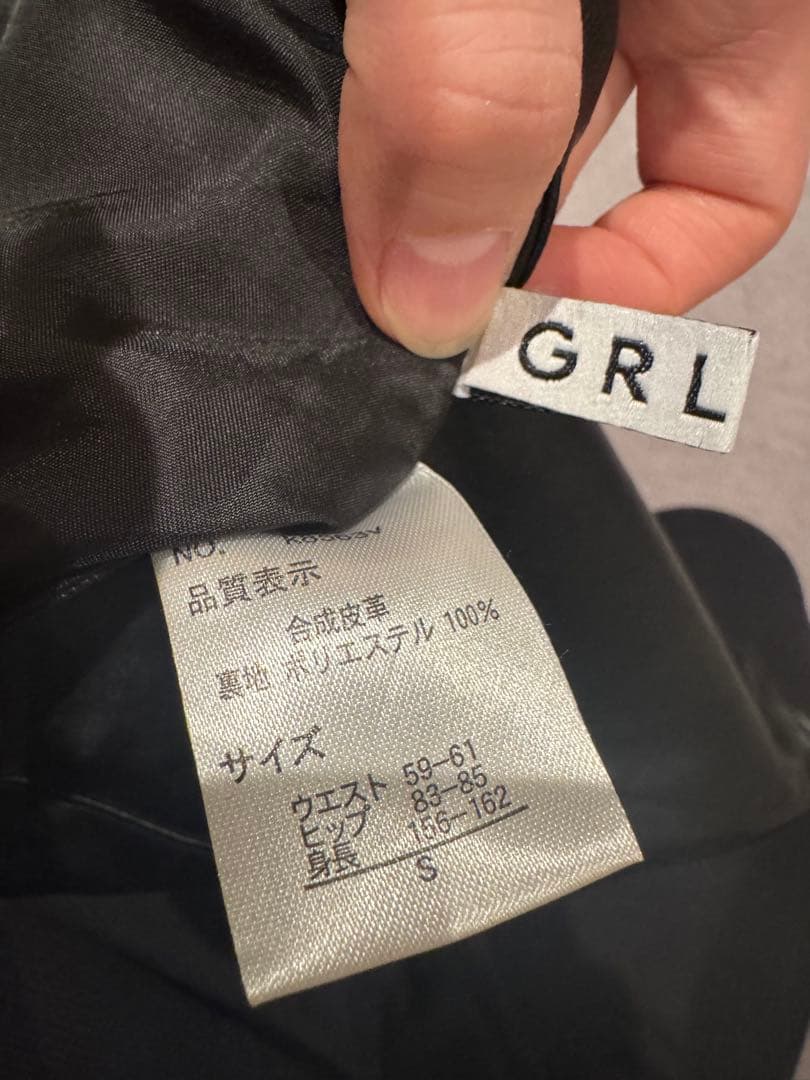 GRL
NO.
品質表示
合成皮革
裏地 ポリエステル 100%
サイズ
ウエスト 59-61
ヒップ 83-85
身長 156-162
S